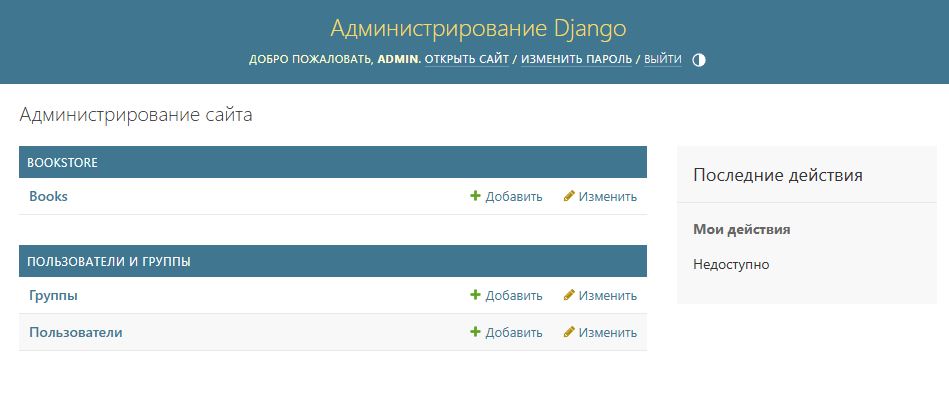 Администрирование Django
ДОБРО ПОЖАЛОВАТЬ, ADMIN. ОТКРЫТЬ САЙТ / ИЗМЕНИТЬ ПАРОЛЬ / ВЫЙТИ
Администрирование сайта
BOOKSTORE
Books Добавить Изменить
ПОЛЬЗОВАТЕЛИ И ГРУППЫ
Группы Добавить Изменить
Пользователи Добавить Изменить
Последние действия
Мои действия
Недоступно